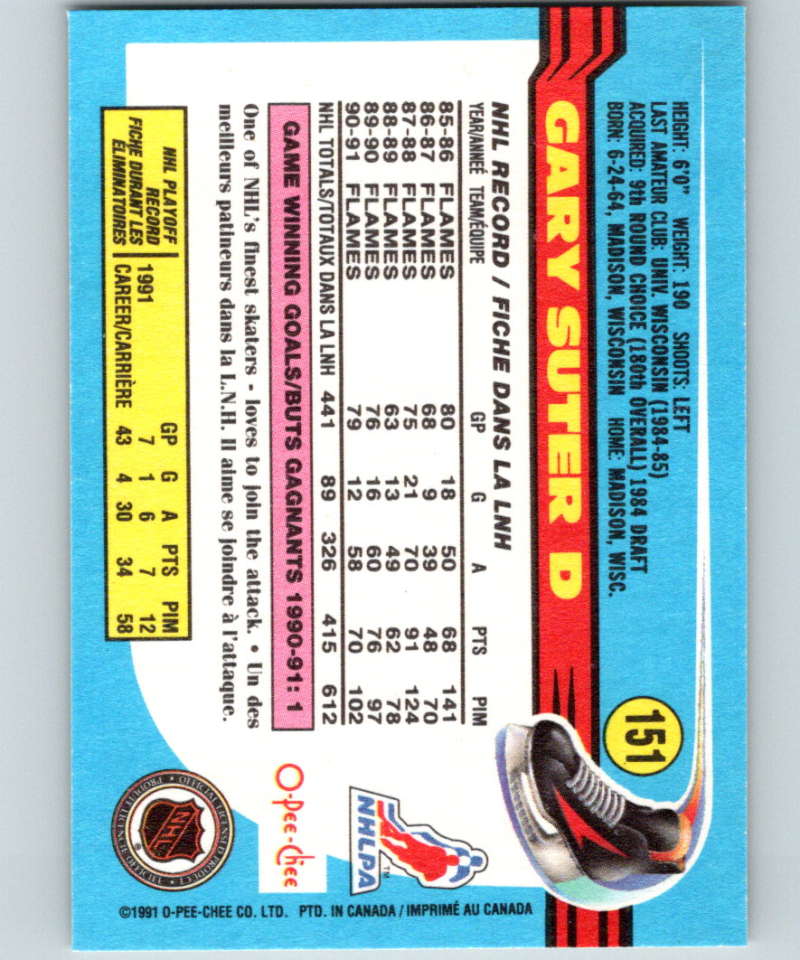 151
HEIGHT: 6'0" WEIGHT: 190 SHOOTS: LEFT
LAST AMATEUR CLUB: UNIV. WISCONSIN (1984-85)
ACQUIRED: 9th ROUND CHOICE (180th OVERALL) 1984 DRAFT
BORN: 6-24-64, MADISON, WISCONSIN HOME: MADISON, WISC.
GARY SUTER D
NHL RECORD / FICHE DANS LA LNH
YEAR/ANNEÉ TEAM/ÉQUIPE GP G A PTS PIM
85-86 FLAMES 80 18 50 68 141
86-87 FLAMES 68 9 39 48 70
87-88 FLAMES 75 21 70 91 124
88-89 FLAMES 63 13 49 62 78
89-90 FLAMES 76 16 60 76 97
90-91 FLAMES 79 12 58 70 102
NHL TOTALS/TOTAUX DANS LA LNH 441 89 326 415 612
GAME WINNING GOALS/BUTS GAGNANTS 1990-91: 1
One of NHL's finest skaters - loves to join the attack. • Un des
meilleurs patineurs dans la L.N.H. Il aime se joindre à l'attaque.
NHL PLAYOFF
RECORD
FICHE DURANT LES
ÉLIMINATOIRES
GP G A PTS PIM
1991 7 1 6 7 12
CAREER/CARRIÈRE 43 4 30 34 58
NHLPA™
O-Pee-Chee
OFFICIAL LICENSED PRODUCT
NHL
®
©1991 O-PEE-CHEE CO. LTD. PTD. IN CANADA / IMPRIMÉ AU CANADA